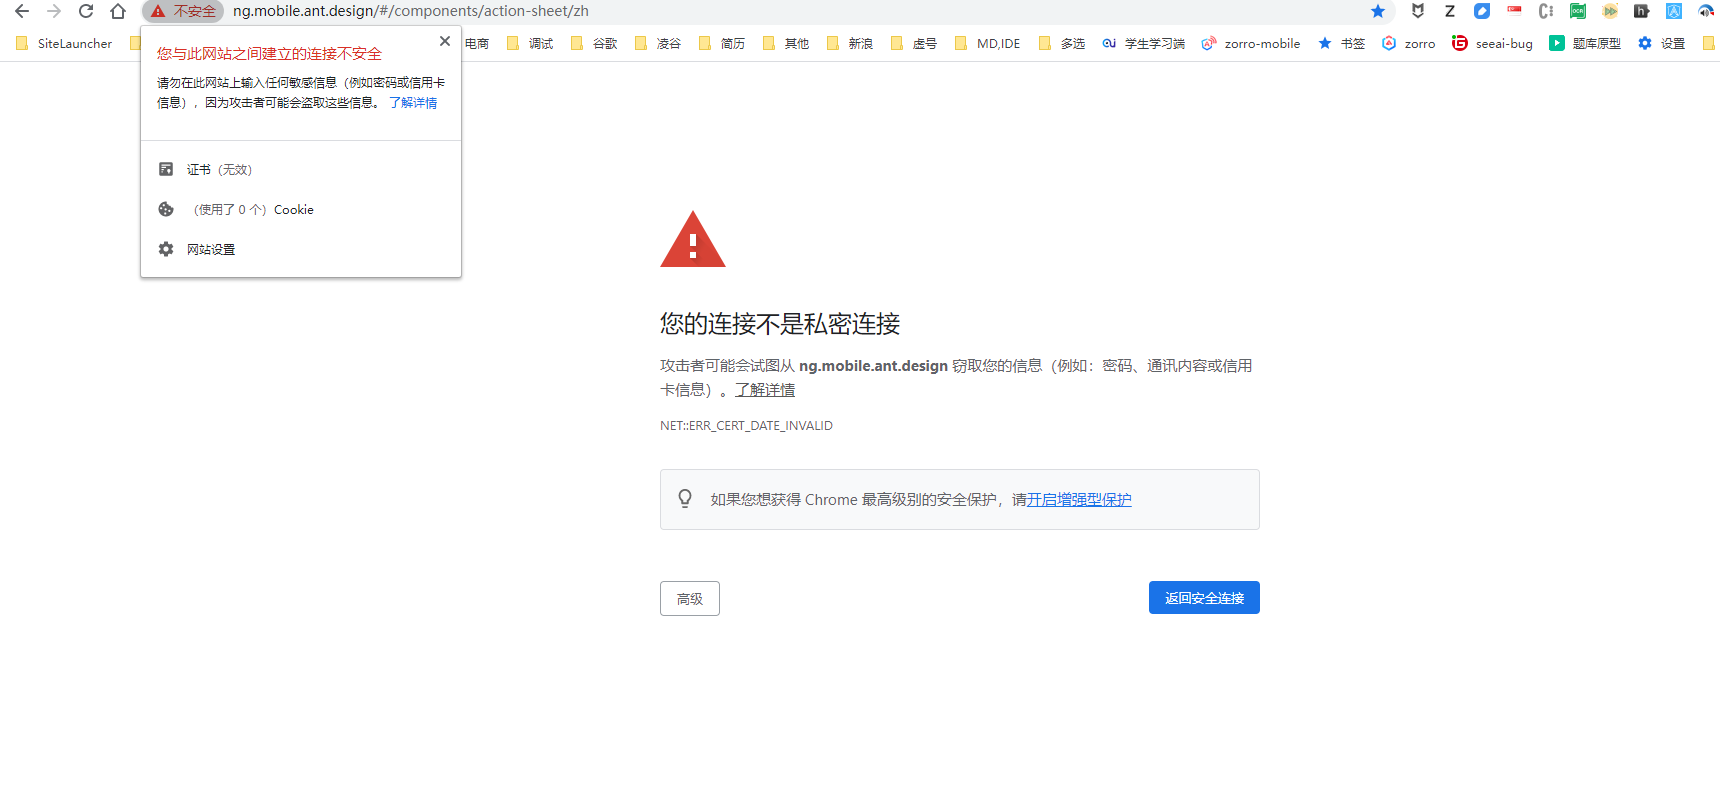 不安全
ng.mobile.ant.design/#/components/action-sheet/zh
SiteLauncher
电商
调试
谷歌
凌谷
简历
其他
新浪
虚号
MD,IDE
多选
学生学习端
zorro-mobile
书签
zorro
seeai-bug
题库原型
设置
您与此网站之间建立的连接不安全
请勿在此网站上输入任何敏感信息（例如密码或信用卡
信息），因为攻击者可能会盗取这些信息。 了解详情
证书（无效）
（使用了 0 个）Cookie
网站设置
您的连接不是私密连接
攻击者可能会试图从 ng.mobile.ant.design 窃取您的信息（例如：密码、通讯内容或信用
卡信息）。了解详情
NET::ERR_CERT_DATE_INVALID
如果您想获得 Chrome 最高级别的安全保护，请开启增强型保护
高级
返回安全连接